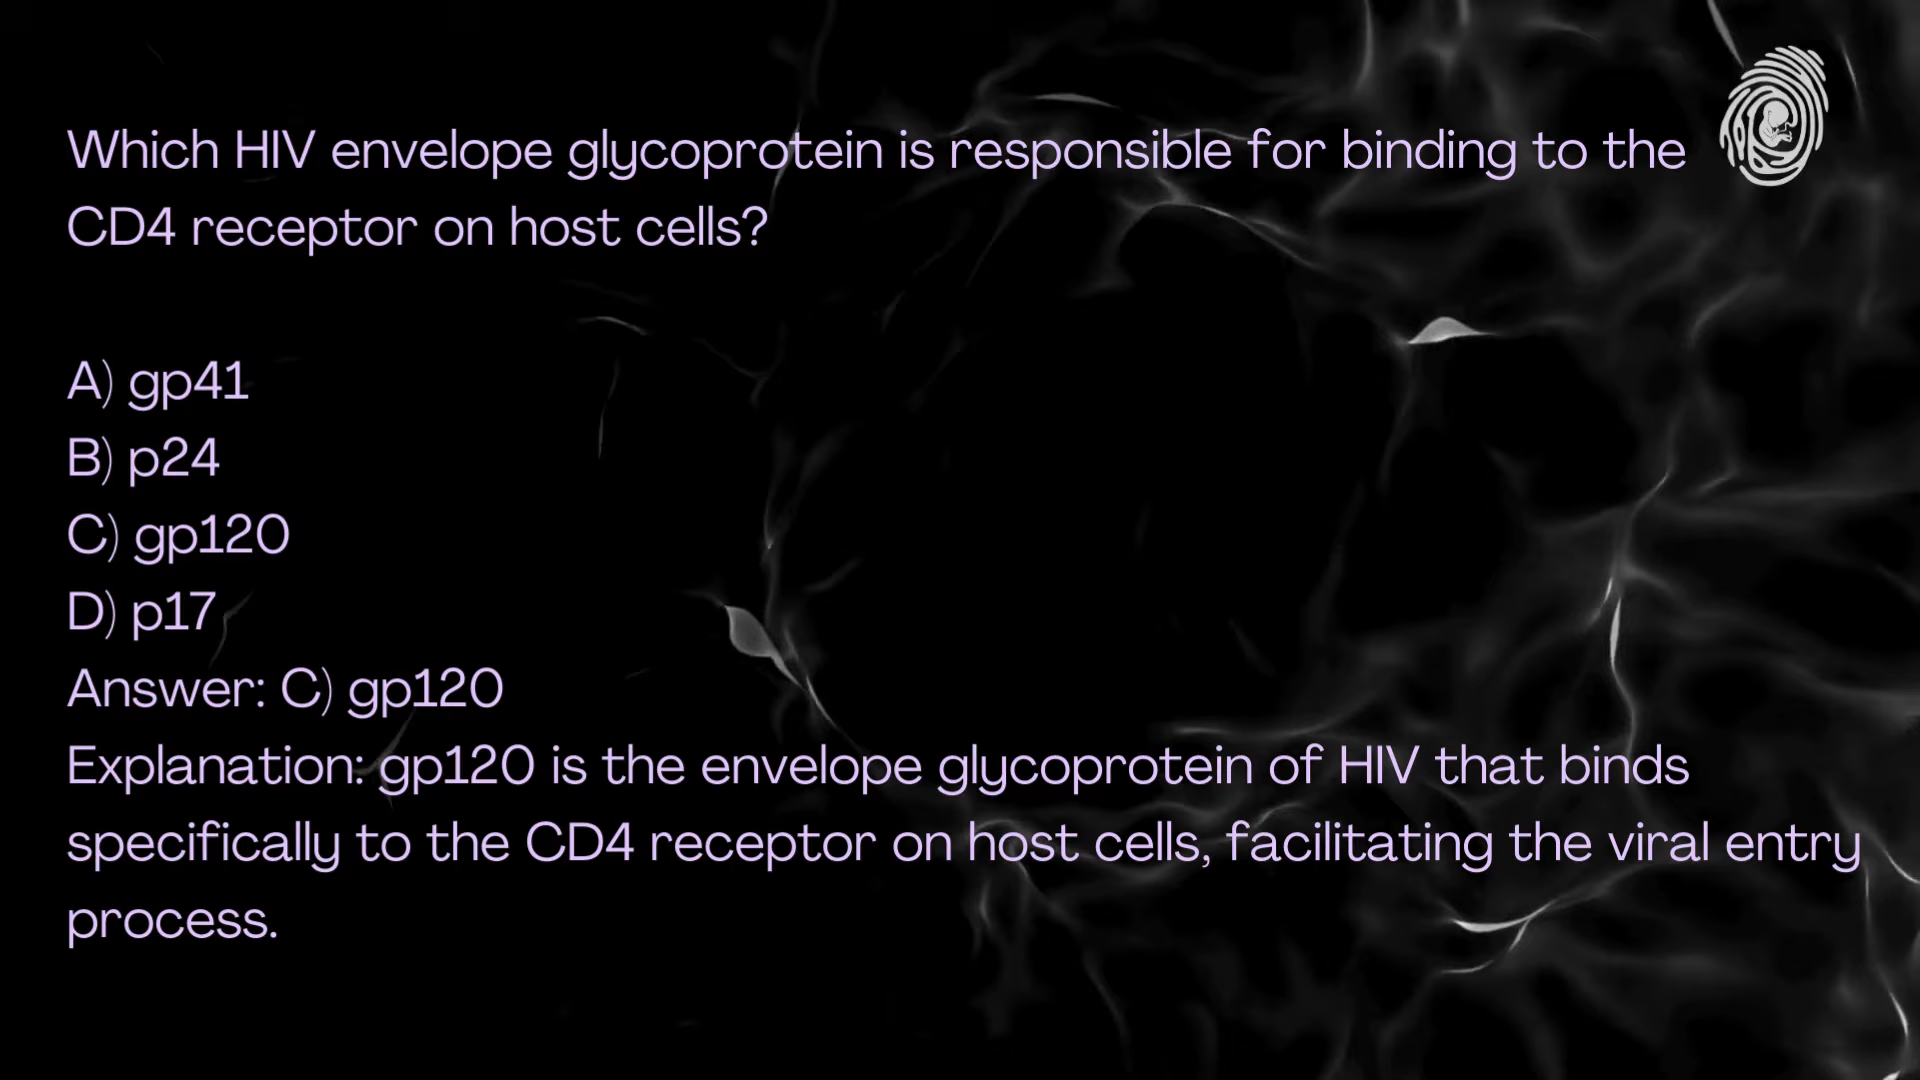 Which HIV envelope glycoprotein is responsible for binding to the
CD4 receptor on host cells?
A) gp41
B) p24
C) gp120
D) p17
Answer: C) gp120
Explanation: gp120 is the envelope glycoprotein of HIV that binds
specifically to the CD4 receptor on host cells, facilitating the viral entry
process.